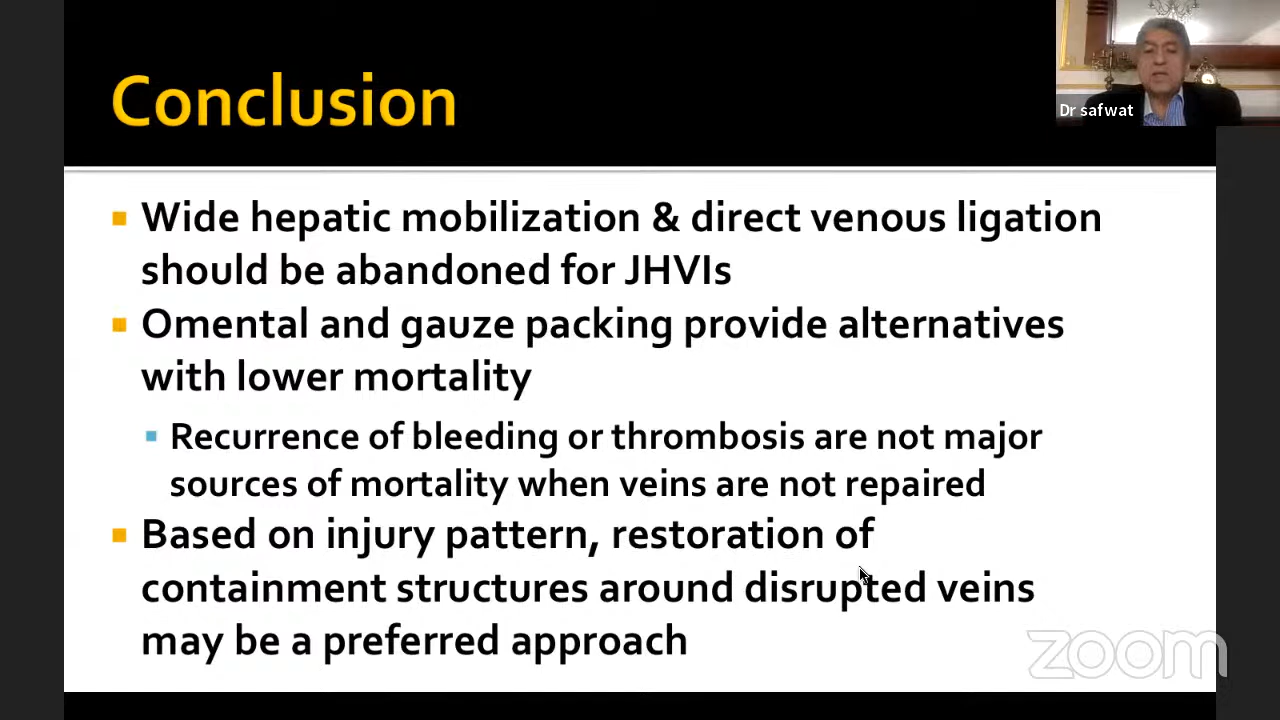 Conclusion
Dr safwat
Wide hepatic mobilization & direct venous ligation
should be abandoned for JHVIs
Omental and gauze packing provide alternatives
with lower mortality
Recurrence of bleeding or thrombosis are not major
sources of mortality when veins are not repaired
Based on injury pattern, restoration of
containment structures around disrupted veins
may be a preferred approach
zoom